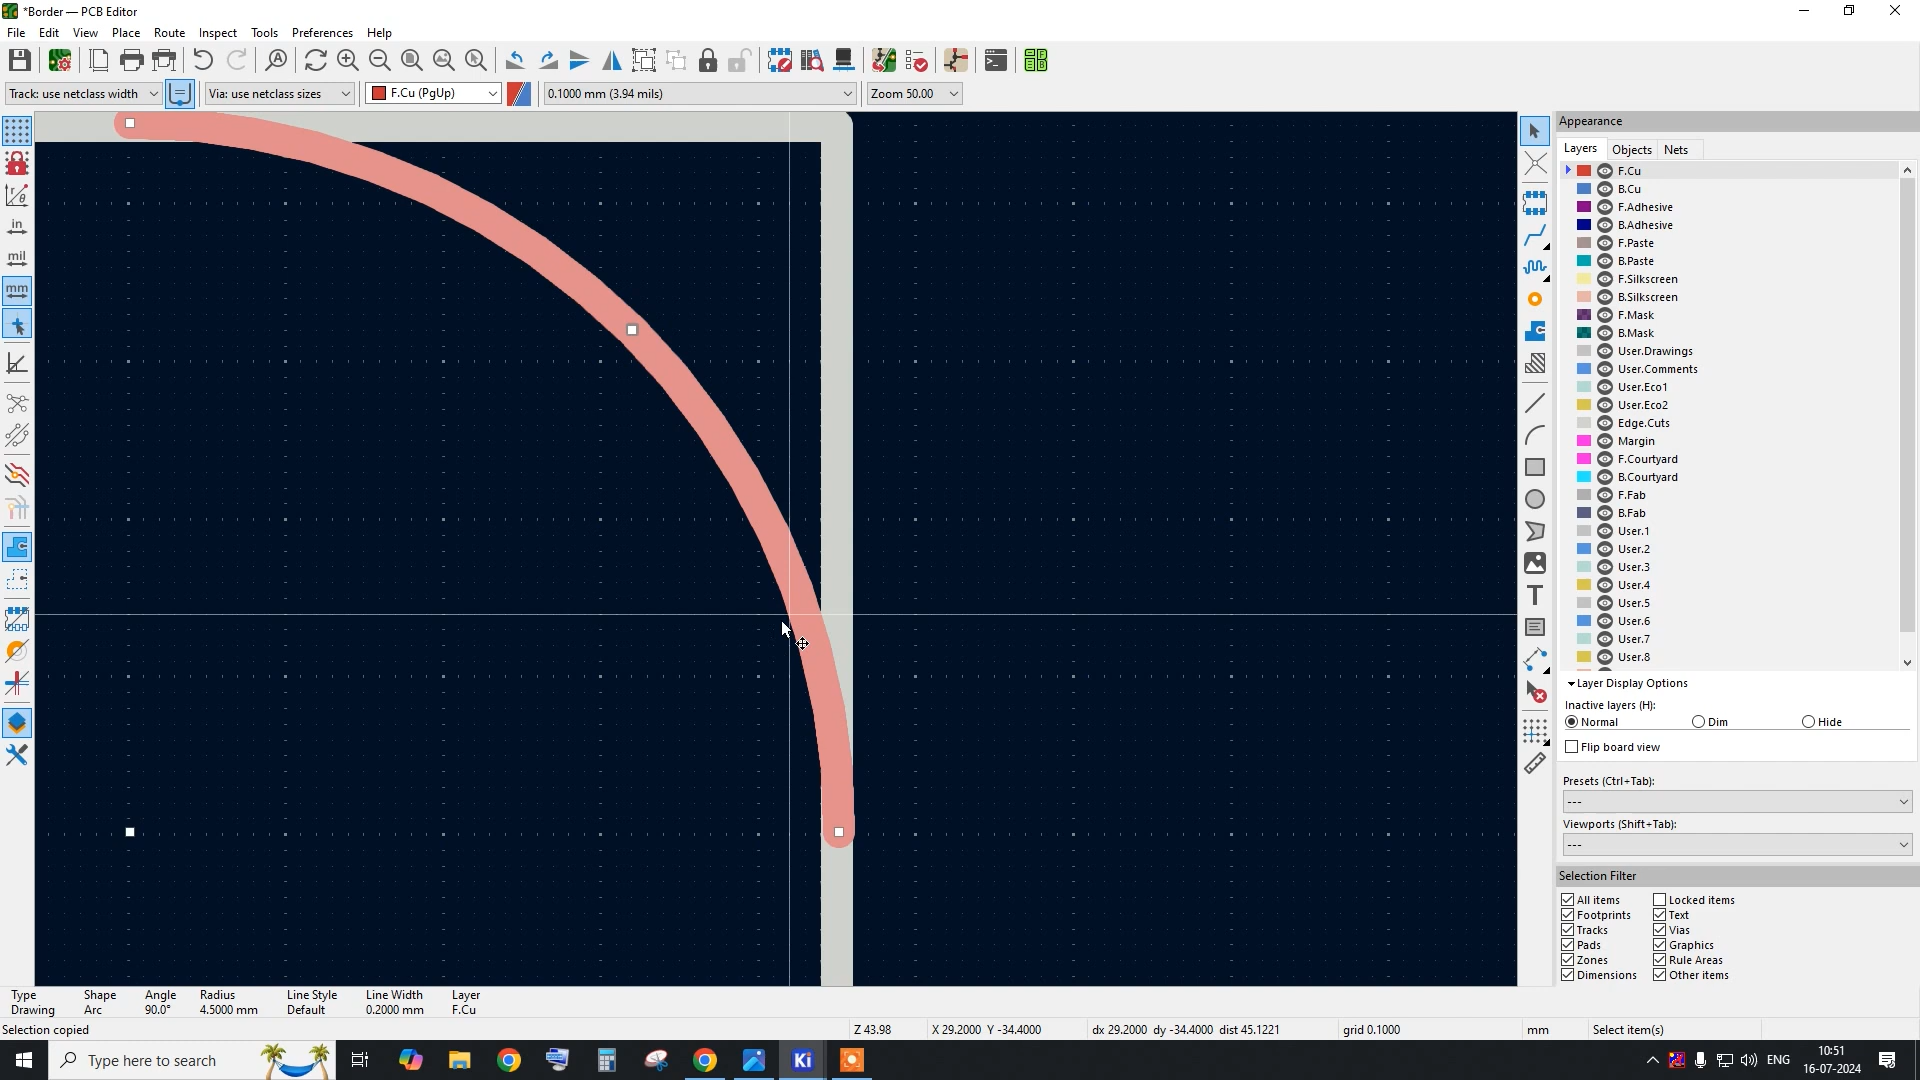 *Border — PCB Editor
File Edit View Place Route Inspect Tools Preferences Help
Track: use netclass width Via: use netclass sizes F.Cu (PgUp) 0.1000 mm (3.94 mils) Zoom 50.00
in
mil
mm
Appearance
Layers Objects Nets
F.Cu
B.Cu
F.Adhesive
B.Adhesive
F.Paste
B.Paste
F.Silkscreen
B.Silkscreen
F.Mask
B.Mask
User.Drawings
User.Comments
User.Eco1
User.Eco2
Edge.Cuts
Margin
F.Courtyard
B.Courtyard
F.Fab
B.Fab
User.1
User.2
User.3
User.4
User.5
User.6
User.7
User.8
Layer Display Options
Inactive layers (H):
Normal Dim Hide
Flip board view
Presets (Ctrl+Tab):
---
Viewports (Shift+Tab):
---
Selection Filter
All items Locked items
Footprints Text
Tracks Vias
Pads Graphics
Zones Rule Areas
Dimensions Other items
Type Shape Angle Radius Line Style Line Width Layer
Drawing Arc 90.0° 4.5000 mm Default 0.2000 mm F.Cu
Selection copied Z 43.98 X 29.2000 Y -34.4000 dx 29.2000 dy -34.4000 dist 45.1221 grid 0.1000 mm Select item(s)
Type here to search Ki ENG 10:51
16-07-2024